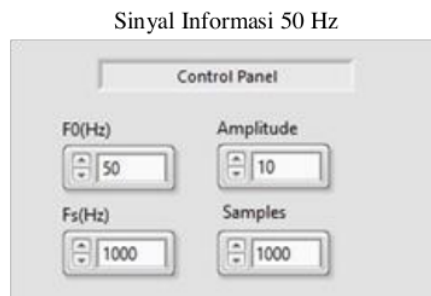 Sinyal Informasi 50 Hz
Control Panel
F0(Hz) Amplitude
50 10
Fs(Hz) Samples
1000 1000